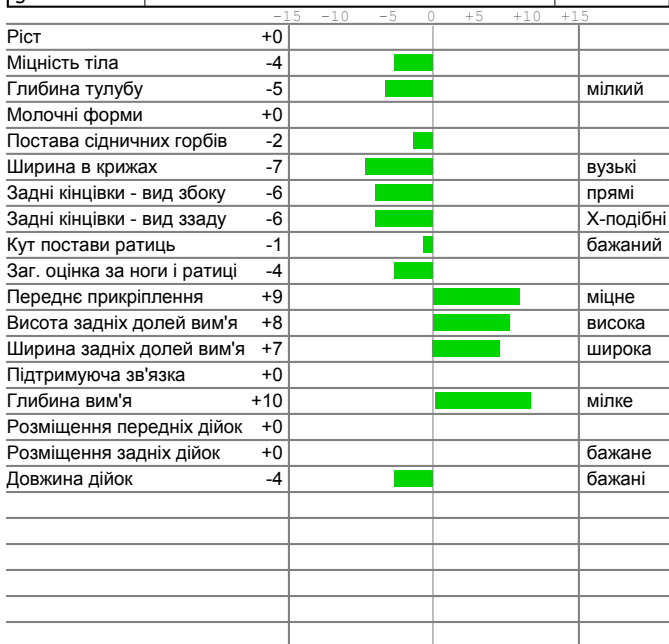 -15 -10 -5 0 +5 +10 +15
Ріст +0
Міцність тіла -4
Глибина тулубу -5 мілкий
Молочні форми +0
Постава сідничних горбів -2
Ширина в крижах -7 вузькі
Задні кінцівки - вид збоку -6 прямі
Задні кінцівки - вид ззаду -6 Х-подібні
Кут постави ратиць -1 бажаний
Заг. оцінка за ноги і ратиці -4
Переднє прикріплення +9 міцне
Висота задніх долей вим'я +8 висока
Ширина задніх долей вим'я +7 широка
Підтримуюча зв'язка +0
Глибина вим'я +10 мілке
Розміщення передніх дійок +0
Розміщення задніх дійок +0 бажане
Довжина дійок -4 бажані